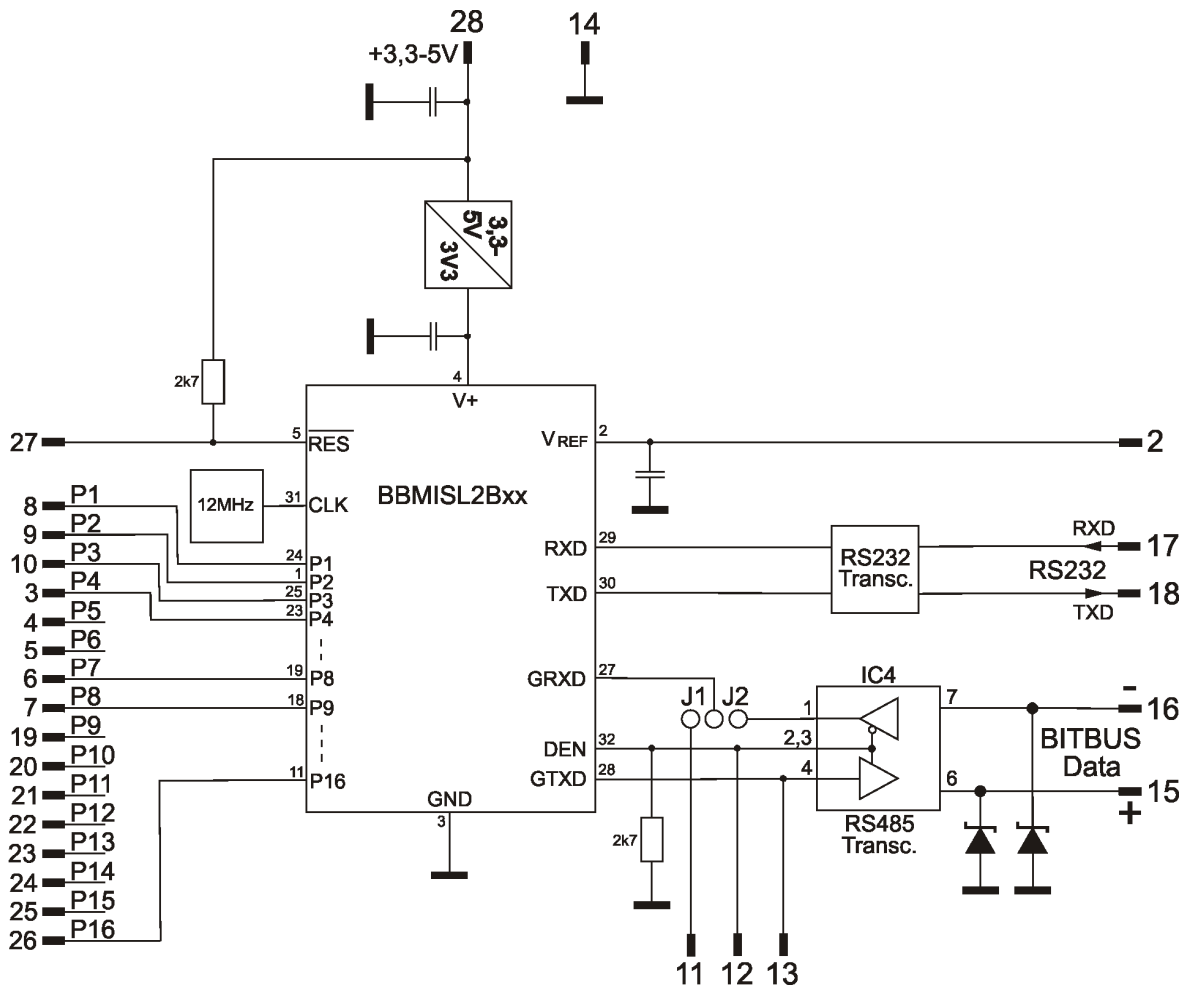 28
14
+3,3-5V
3,3-
5V
3V3
2k7
4
V+
27
5
RES
VREF
2
2
12MHz
31
CLK
BBMISL2Bxx
8
P1
9
P2
10
P3
3
P4
4
P5
5
P6
6
P7
7
P8
19
P9
20
P10
21
P11
22
P12
23
P13
24
P14
25
P15
26
P16
24
P1
1
P2
25
P3
23
P4
19
P8
18
P9
11
P16
GND
3
RXD
29
TXD
30
RS232
Transc.
RXD
17
RS232
18
TXD
GRXD
27
J1
J2
IC4
1
7
-
16
DEN
32
2,3
BITBUS
Data
GTXD
28
4
6
15
+
RS485
Transc.
2k7
11
12
13